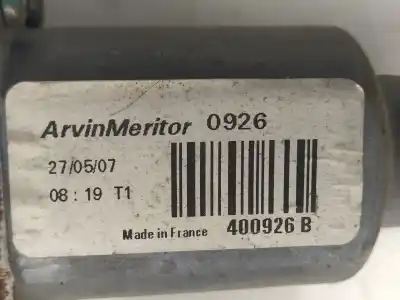 ArvinMeritor 0926
27/05/07
08 : 19 T1
Made in France 400926 B